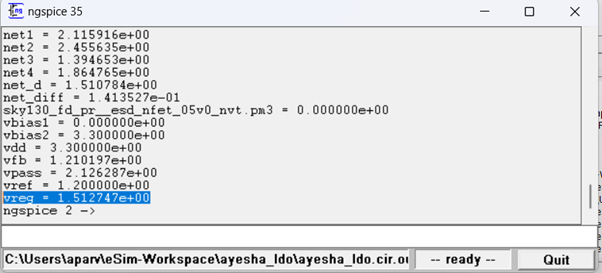 ngspice 35
net1 = 2.115916e+00
net2 = 2.455635e+00
net3 = 1.394653e+00
net4 = 1.864765e+00
net_d = 1.510784e+00
net_diff = 1.413527e-01
sky130_fd_pr__esd_nfet_05v0_nvt.pm3 = 0.000000e+00
vbias1 = 0.000000e+00
vbias2 = 3.300000e+00
vdd = 3.300000e+00
vfb = 1.210197e+00
vpass = 2.126287e+00
vref = 1.200000e+00
vreg = 1.512747e+00
ngspice 2 ->
C:\Users\aparv\eSim-Workspace\ayesha_ldo\ayesha_ldo.cir.ou -- ready -- Quit